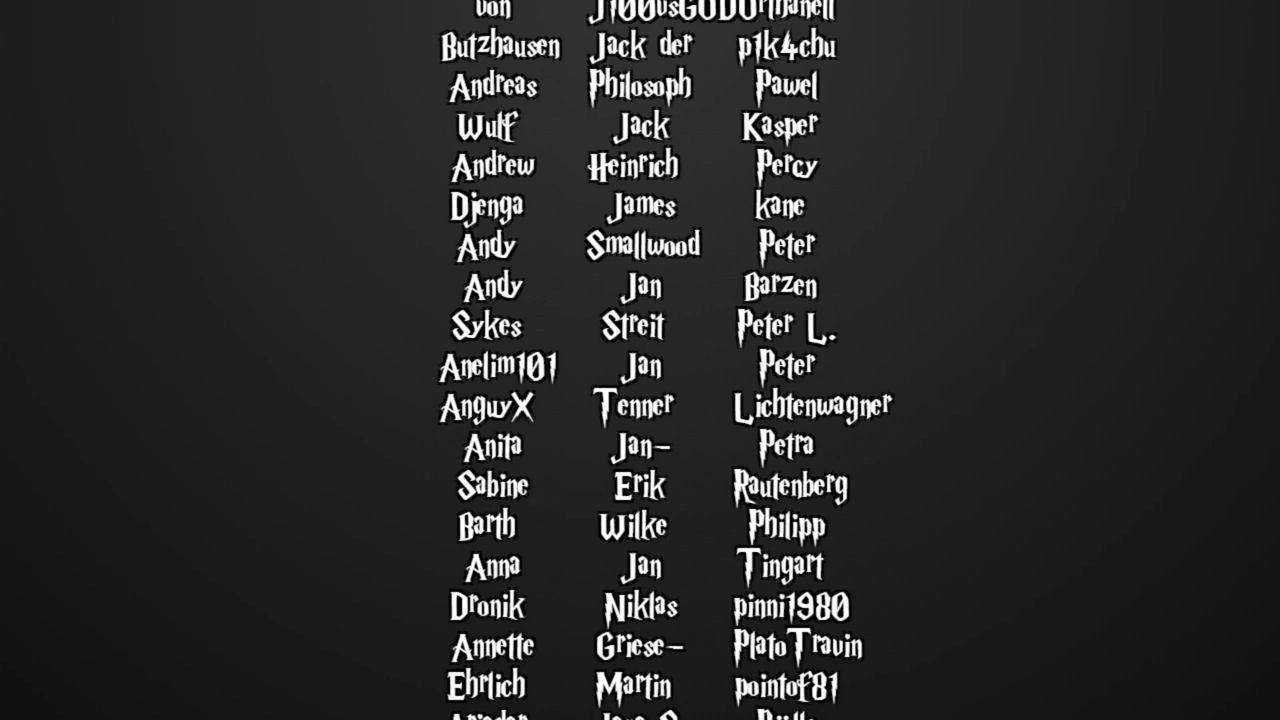 von
Butzhausen Jack der p1k4chu
Andreas Philosoph Pawel
Wulf Jack Kasper
Andrew Heinrich Percy
Djenga James kane
Andy Smallwood Peter
Andy Jan Barzen
Sykes Streit Peter L.
Anelim101 Jan Peter
AnguyX Tenner Lichtenwagner
Anita Jan- Petra
Sabine Erik Rautenberg
Barth Wilke Philipp
Anna Jan Tingart
Dronik Niklas pinni1980
Annette Griese- PlatoTravin
Ehrlich Martin pointof81